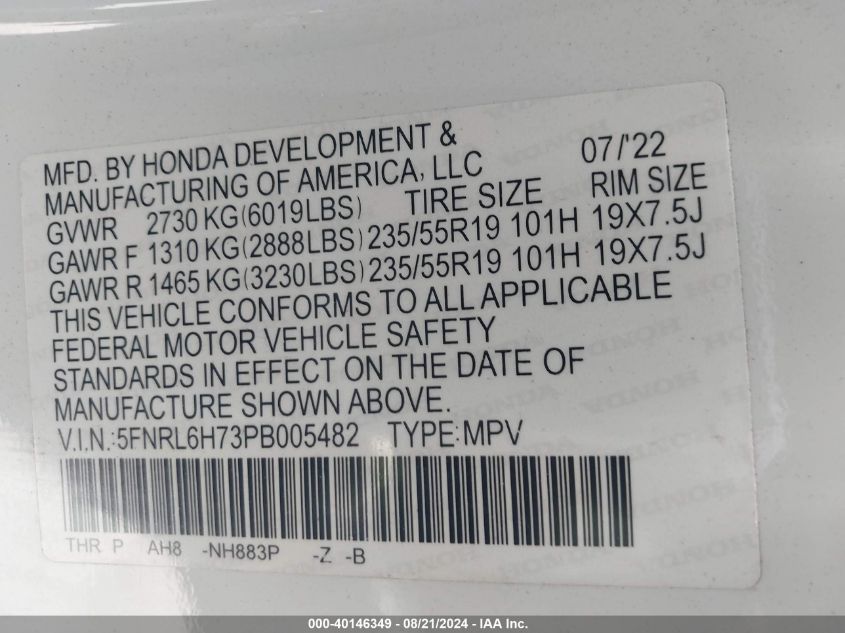 MFD. BY HONDA DEVELOPMENT & 07/'22
MANUFACTURING OF AMERICA, LLC
GVWR 2730 KG(6019LBS) TIRE SIZE RIM SIZE
GAWR F 1310 KG(2888LBS) 235/55R19 101H 19X7.5J
GAWR R 1465 KG(3230LBS) 235/55R19 101H 19X7.5J
THIS VEHICLE CONFORMS TO ALL APPLICABLE
FEDERAL MOTOR VEHICLE SAFETY
STANDARDS IN EFFECT ON THE DATE OF
MANUFACTURE SHOWN ABOVE.
V.I.N.:5FNRL6H73PB005482 TYPE:MPV
THR P AH8 -NH883P -Z -B
000-40146349 - 08/21/2024 - IAA Inc.